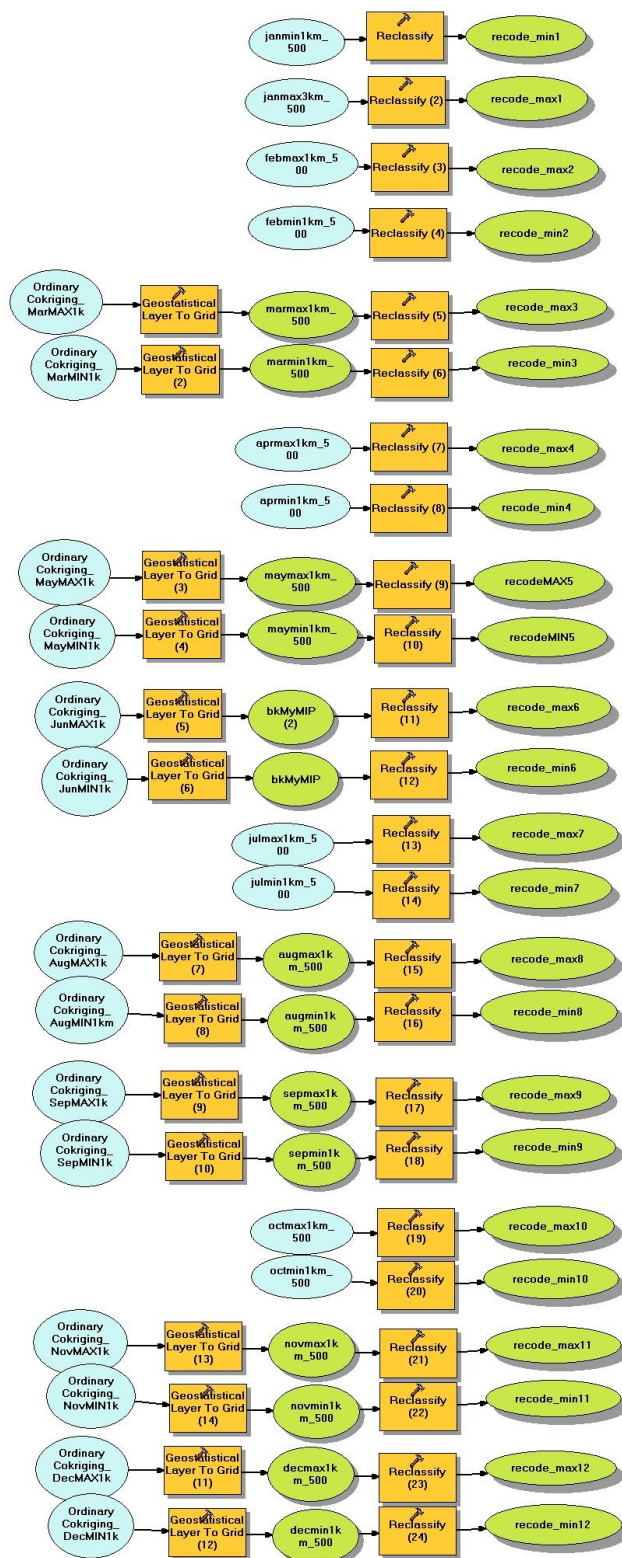 janmin1km_
500
Reclassify
recode_min1
janmax3km_
500
Reclassify (2)
recode_max1
febmax1km_5
00
Reclassify (3)
recode_max2
febmin1km_5
00
Reclassify (4)
recode_min2
Ordinary
Cokriging_
MarMAX1k
Geostatistical
Layer To Grid
marmax1km_
500
Reclassify
(5)
recode_max3
Ordinary
Cokriging_
MarMIN1k
Geostatistical
Layer To Grid
(2)
marmin1km_
500
Reclassify (6)
recode_min3
aprmax1km_5
00
Reclassify (7)
recode_max4
aprmin1km_5
00
Reclassify (8)
recode_min4
Ordinary
Cokriging_
MayMAX1k
Geostatistical
Layer To Grid
(3)
maymax1km_
500
Reclassify (9)
recodeMAX5
Ordinary
Cokriging_
MayMIN1k
Geostatistical
Layer To Grid
(4)
maymin1km_
500
Reclassify
(10)
recodeMIN5
Ordinary
Cokriging_
JunMAX1k
Geostatistical
Layer To Grid
(5)
bkMyMIP
(2)
Reclassify
(11)
recode_max6
Ordinary
Cokriging_
JunMIN1k
Geostatistical
Layer To Grid
(6)
bkMyMIP
Reclassify
(12)
recode_min6
julmax1km_5
00
Reclassify
(13)
recode_max7
julmin1km_5
00
Reclassify
(14)
recode_min7
Ordinary
Cokriging_
AugMAX1k
Geostatistical
Layer To Grid
(7)
augmax1k
m_500
Reclassify
(15)
recode_max8
Ordinary
Cokriging_
AugMIN1km
Geostatistical
Layer To Grid
(8)
augmin1k
m_500
Reclassify
(16)
recode_min8
Ordinary
Cokriging_
SepMAX1k
Geostatistical
Layer To Grid
(9)
sepmax1k
m_500
Reclassify
(17)
recode_max9
Ordinary
Cokriging_
SepMIN1k
Geostatistical
Layer To Grid
(10)
sepmin1k
m_500
Reclassify
(18)
recode_min9
octmax1km_
500
Reclassify
(19)
recode_max10
octmin1km_
500
Reclassify
(20)
recode_min10
Ordinary
Cokriging_
NovMAX1k
Geostatistical
Layer To Grid
(13)
novmax1k
m_500
Reclassify
(21)
recode_max11
Ordinary
Cokriging_
NovMIN1k
Geostatistical
Layer To Grid
(14)
novmin1k
m_500
Reclassify
(22)
recode_min11
Ordinary
Cokriging_
DecMAX1k
Geostatistical
Layer To Grid
(11)
decmax1k
m_500
Reclassify
(23)
recode_max12
Ordinary
Cokriging_
DecMIN1k
Geostatistical
Layer To Grid
(12)
decmin1k
m_500
Reclassify
(24)
recode_min12